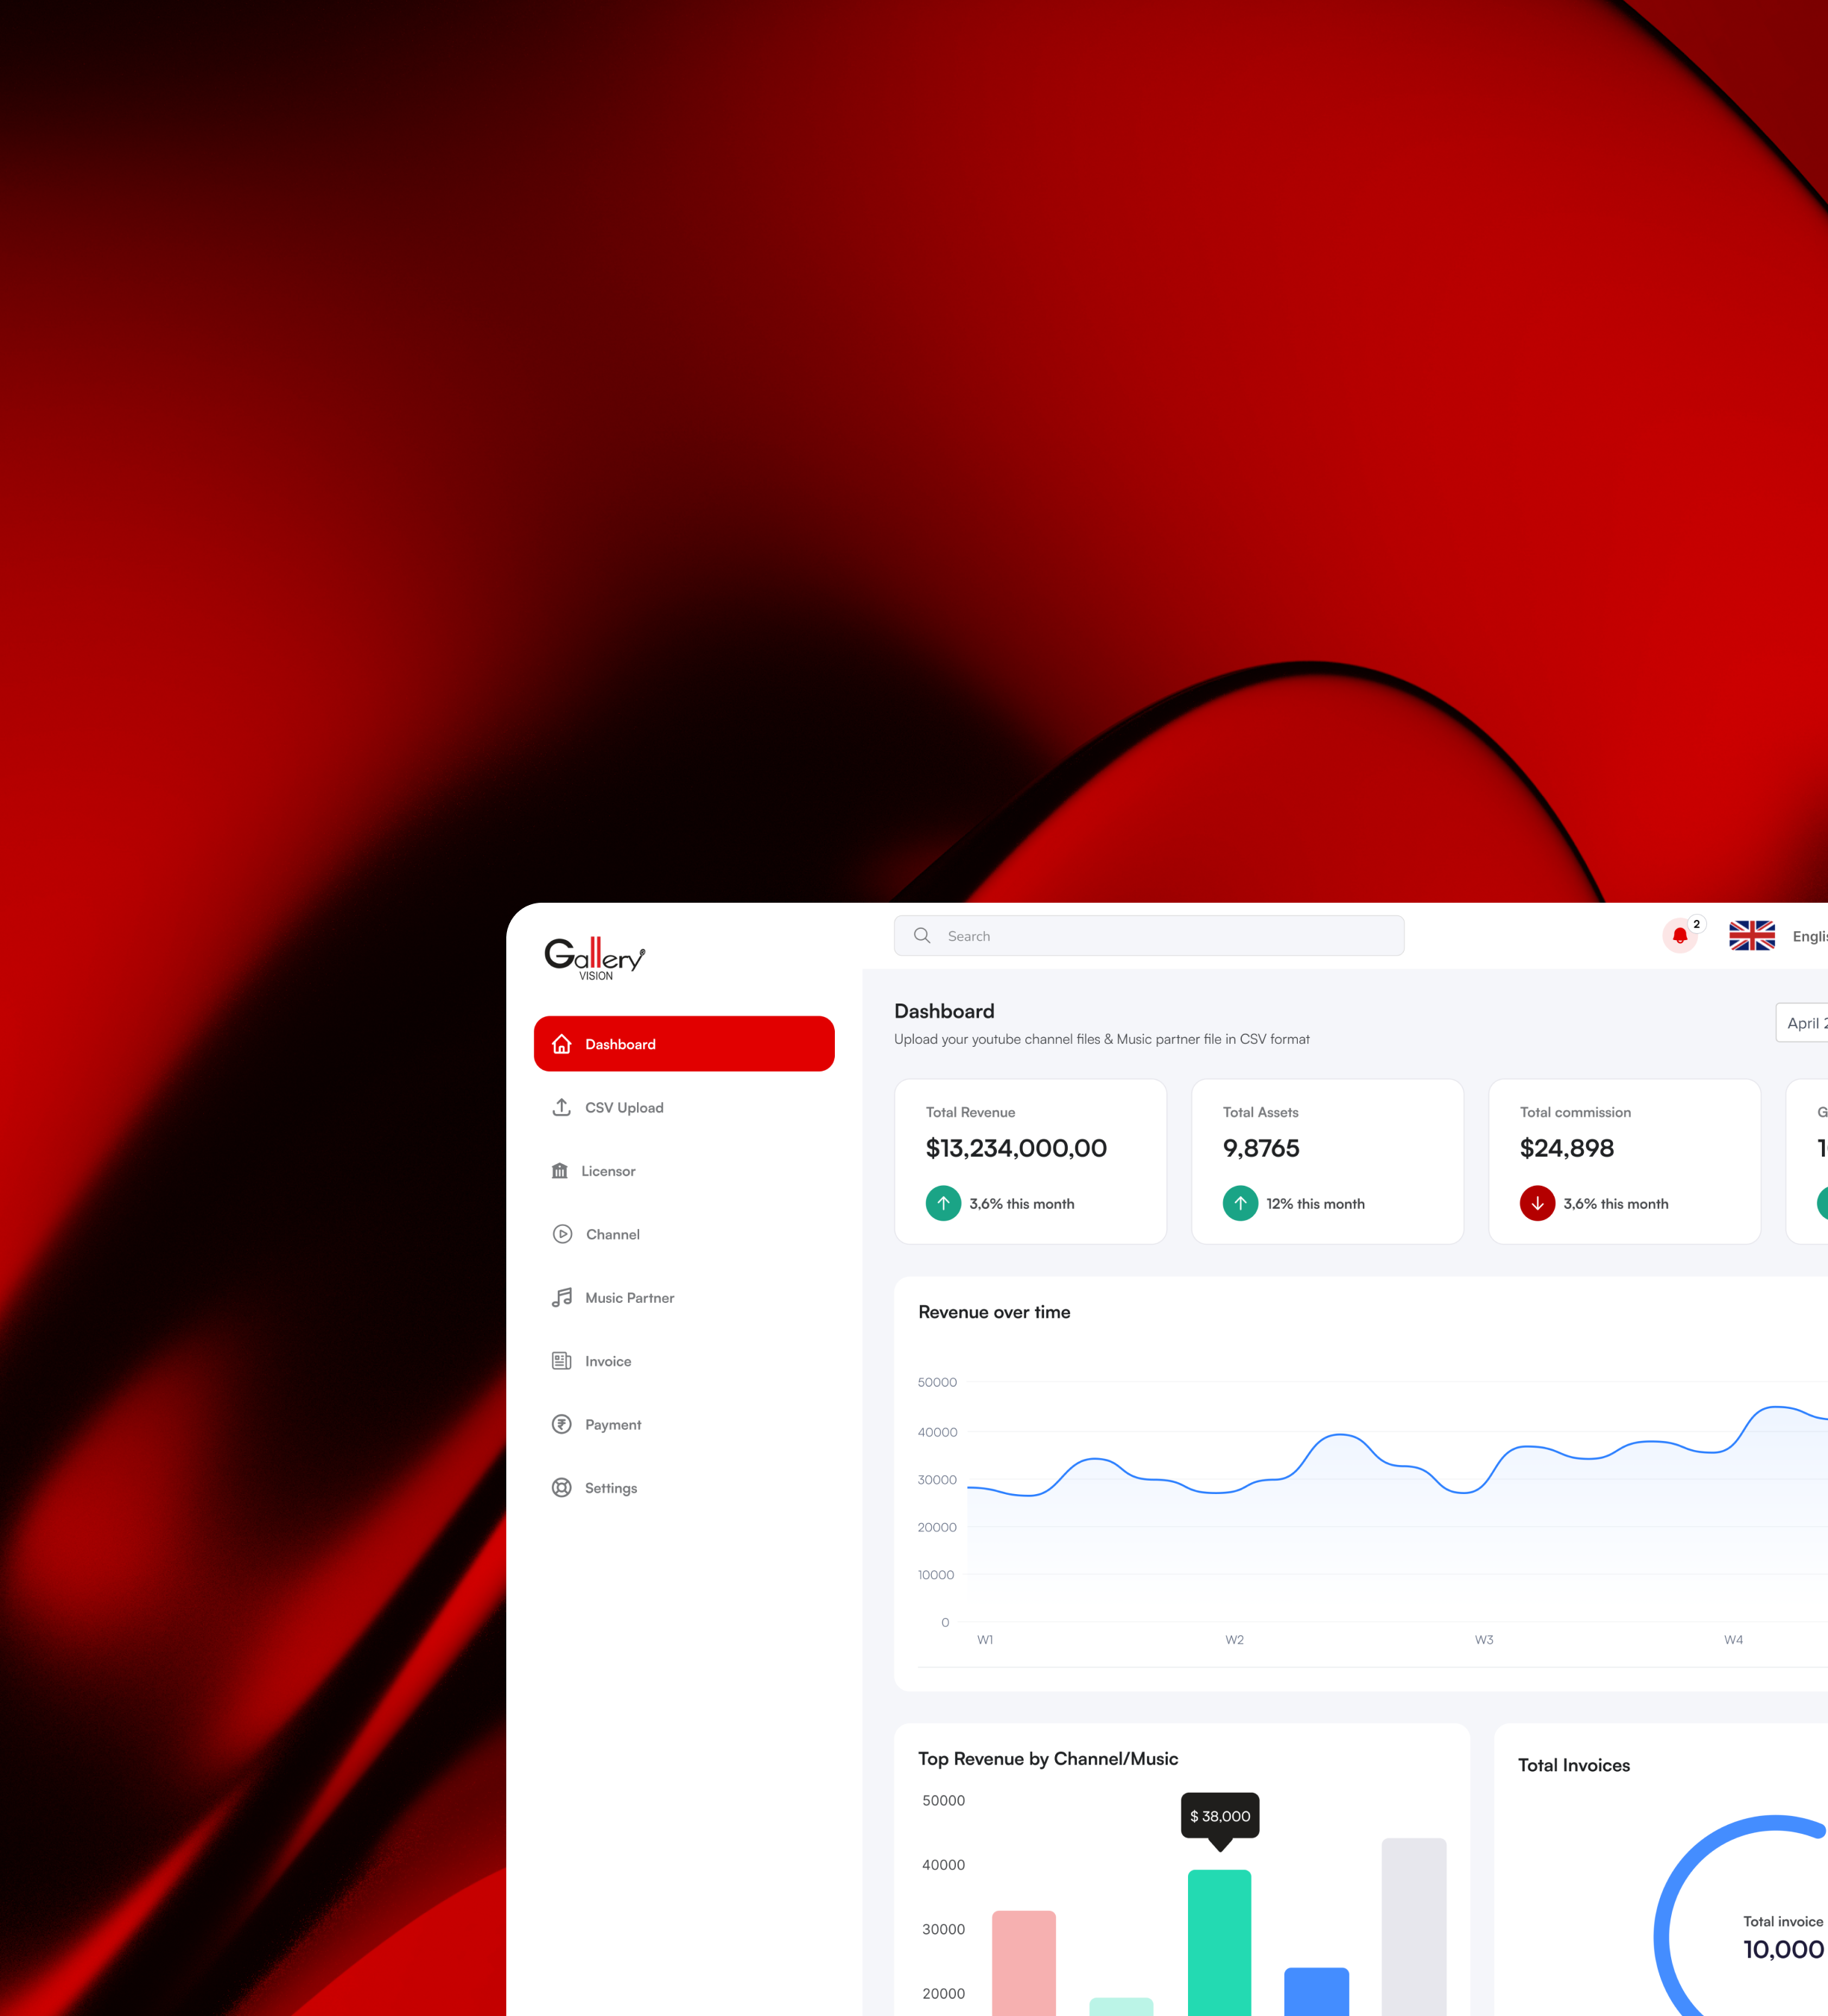 Gallery
VISION
Search
2
Dashboard
CSV Upload
Licensor
Channel
Music Partner
Invoice
Payment
Settings
Dashboard
Upload your youtube channel files & Music partner file in CSV format
April
Total Revenue
$13,234,000,00
3,6% this month
Total Assets
9,8765
12% this month
Total commission
$24,898
3,6% this month
Revenue over time
50000
40000
30000
20000
10000
0
W1 W2 W3 W4
Top Revenue by Channel/Music
50000
40000
30000
20000
$ 38,000
Total Invoices
Total invoice
10,000